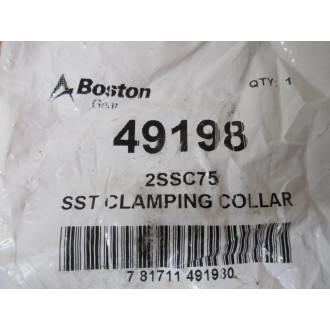 Boston QTY: 1
Gear
49198
2SSC75
SST CLAMPING COLLAR
7 81711 491980